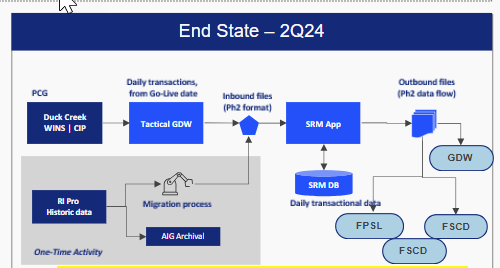 End State – 2Q24
PCG
Daily transactions,
from Go-Live date
Inbound files
(Ph2 format)
Outbound files
(Ph2 data flow)
Duck Creek
WINS | CIP
Tactical GDW
SRM App
GDW
SRM DB
Daily transactional data
RI Pro
Historic data
Migration process
AIG Archival
One-Time Activity
FPSL
FSCD
FSCD